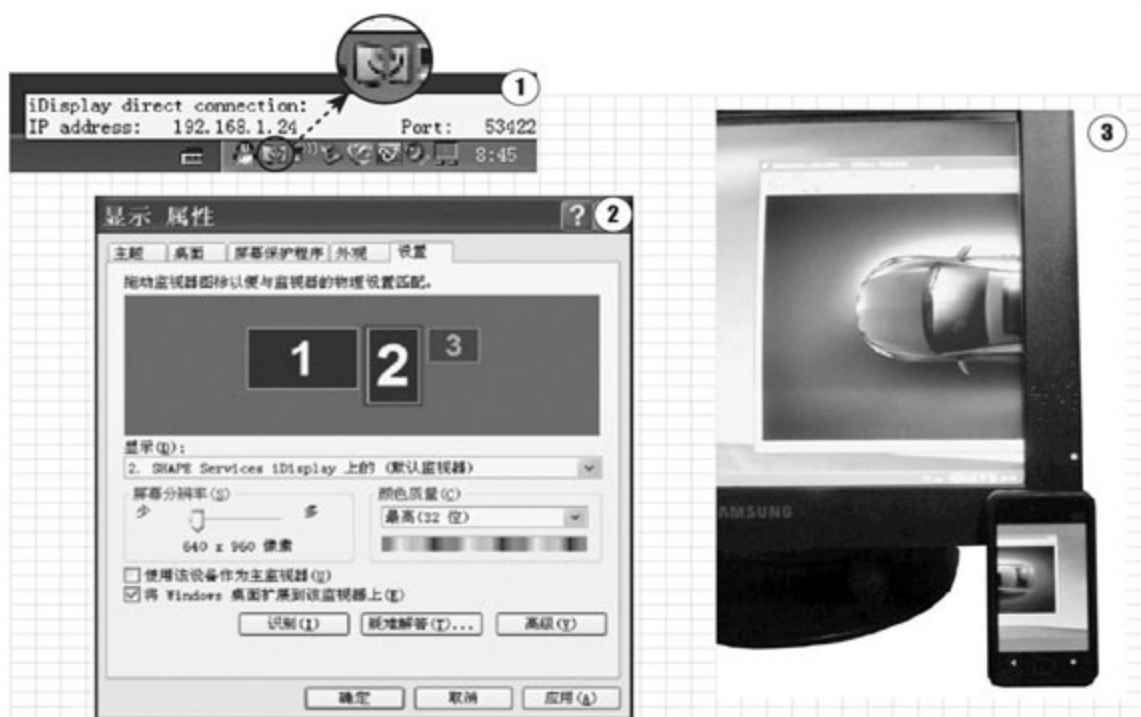 1
iDisplay direct connection:
IP address: 192.168.1.24 Port: 53422
8:45
显示 属性 ? 2
主题 桌面 屏幕保护程序 外观 设置
拖动监视器图标以便与监视器的物理设置匹配。
1 2 3
显示(D):
2. SHAPE Services iDisplay 上的 (默认监视器)
屏幕分辨率(S) 颜色质量(C)
少 多 最高(32 位)
640 x 960 像素
使用该设备作为主监视器(U)
将 Windows 桌面扩展到该监视器上(E)
识别(I) 疑难解答(T)... 高级(V)
确定 取消 应用(A)
3
AMSUNG